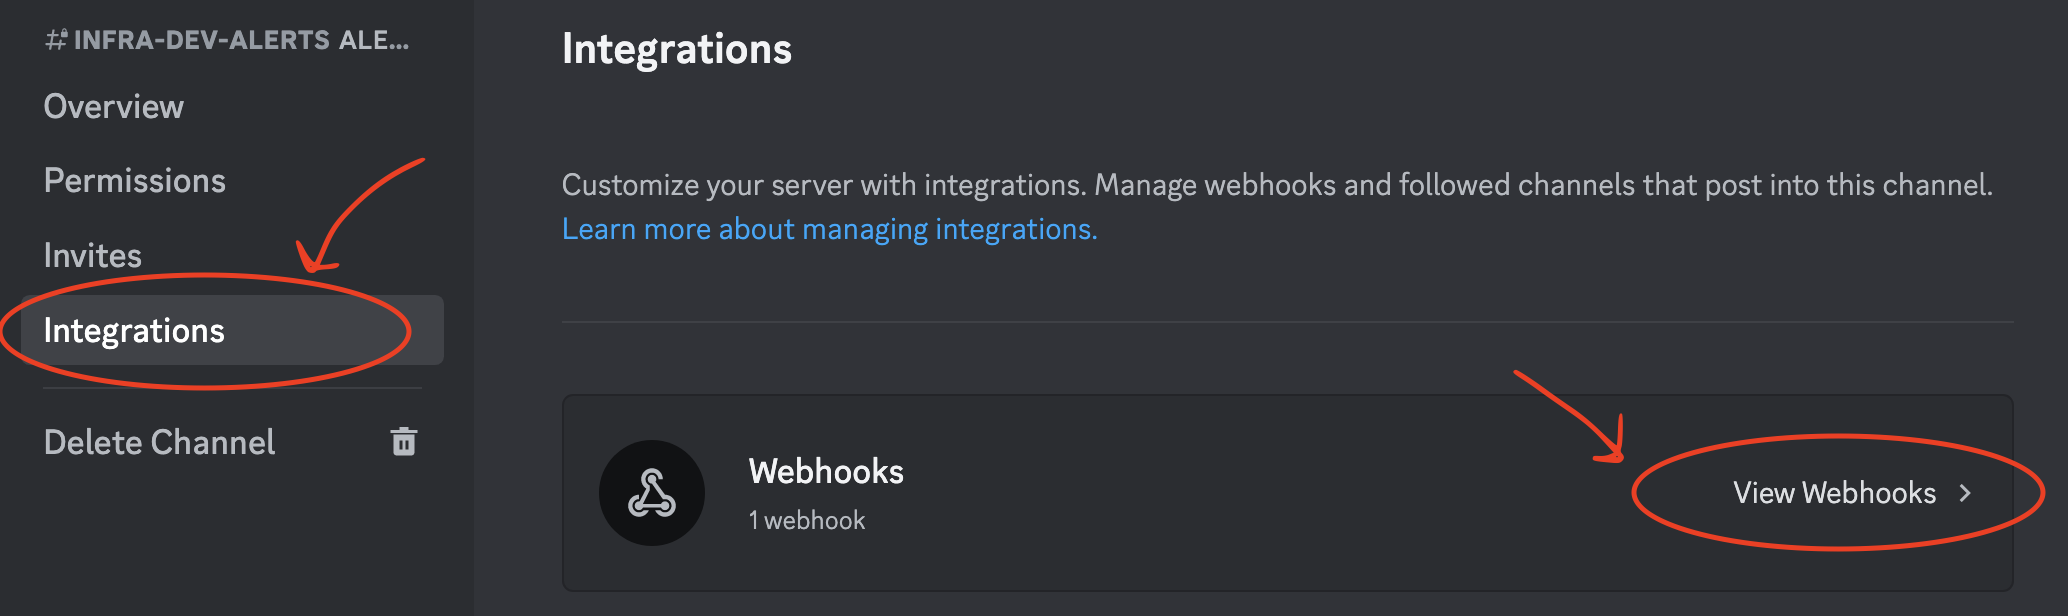 # INFRA-DEV-ALERTS ALE...
Overview
Permissions
Invites
Integrations
Delete Channel
Integrations
Customize your server with integrations. Manage webhooks and followed channels that post into this channel.
Learn more about managing integrations.
Webhooks
1 webhook
View Webhooks >